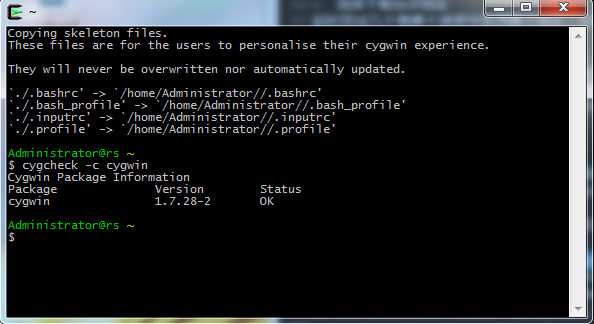 ~
Copying skeleton files.
These files are for the users to personalise their cygwin experience.
They will never be overwritten nor automatically updated.
`./.bashrc' -> `/home/Administrator//.bashrc'
`./.bash_profile' -> `/home/Administrator//.bash_profile'
`./.inputrc' -> `/home/Administrator//.inputrc'
`./.profile' -> `/home/Administrator//.profile'
Administrator@rs ~
$ cygcheck -c cygwin
Cygwin Package Information
Package Version Status
cygwin 1.7.28-2 OK
Administrator@rs ~
$